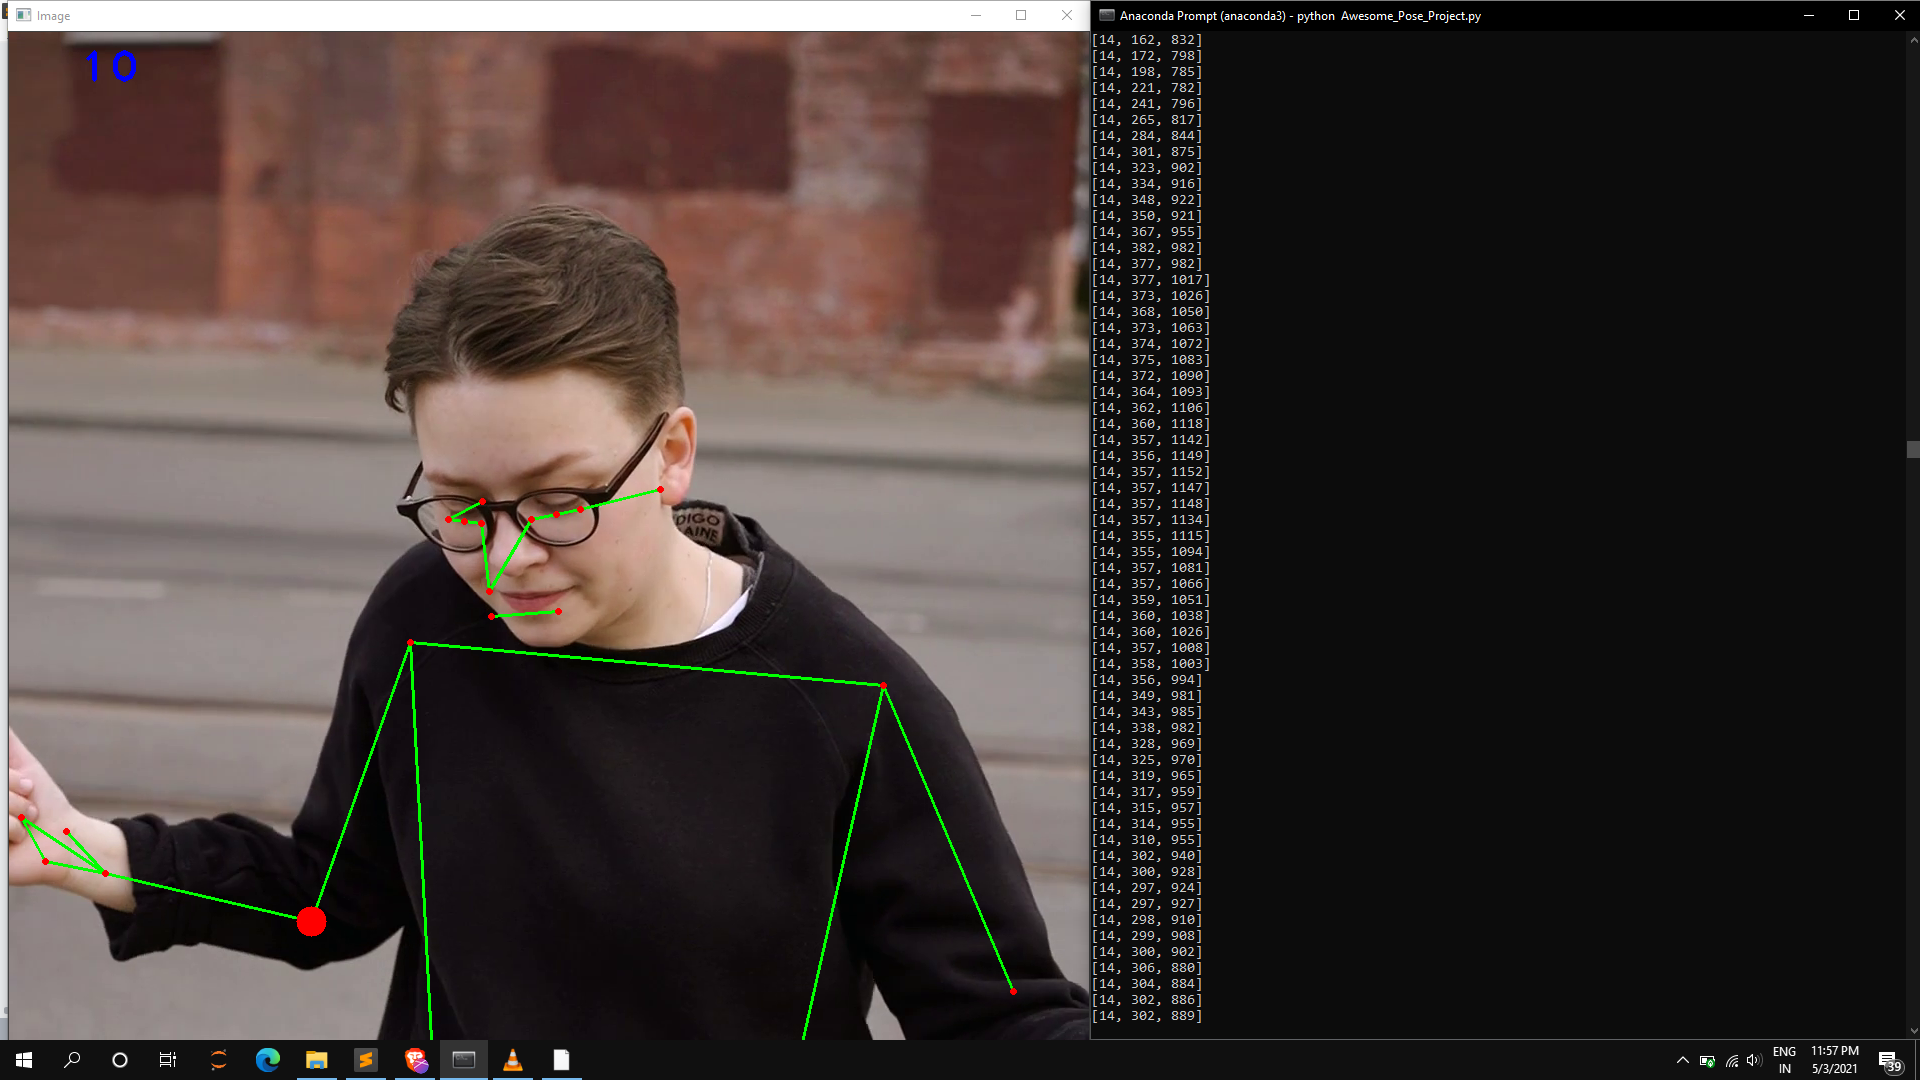 Image
10
DIGO
AINE
Anaconda Prompt (anaconda3) - python  Awesome_Pose_Project.py
[14, 162, 832]
[14, 172, 798]
[14, 198, 785]
[14, 221, 782]
[14, 241, 796]
[14, 265, 817]
[14, 284, 844]
[14, 301, 875]
[14, 323, 902]
[14, 334, 916]
[14, 348, 922]
[14, 350, 921]
[14, 367, 955]
[14, 382, 982]
[14, 377, 982]
[14, 377, 1017]
[14, 373, 1026]
[14, 368, 1050]
[14, 373, 1063]
[14, 374, 1072]
[14, 375, 1083]
[14, 372, 1090]
[14, 364, 1093]
[14, 362, 1106]
[14, 360, 1118]
[14, 357, 1142]
[14, 356, 1149]
[14, 357, 1152]
[14, 357, 1147]
[14, 357, 1148]
[14, 357, 1134]
[14, 355, 1115]
[14, 355, 1094]
[14, 357, 1081]
[14, 357, 1066]
[14, 359, 1051]
[14, 360, 1038]
[14, 360, 1026]
[14, 357, 1008]
[14, 358, 1003]
[14, 356, 994]
[14, 349, 981]
[14, 343, 985]
[14, 338, 982]
[14, 328, 969]
[14, 325, 970]
[14, 319, 965]
[14, 317, 959]
[14, 315, 957]
[14, 314, 955]
[14, 310, 955]
[14, 302, 940]
[14, 300, 928]
[14, 297, 924]
[14, 297, 927]
[14, 298, 910]
[14, 299, 908]
[14, 300, 902]
[14, 306, 880]
[14, 304, 884]
[14, 302, 886]
[14, 302, 889]
ENG
IN
11:57 PM
5/3/2021
39